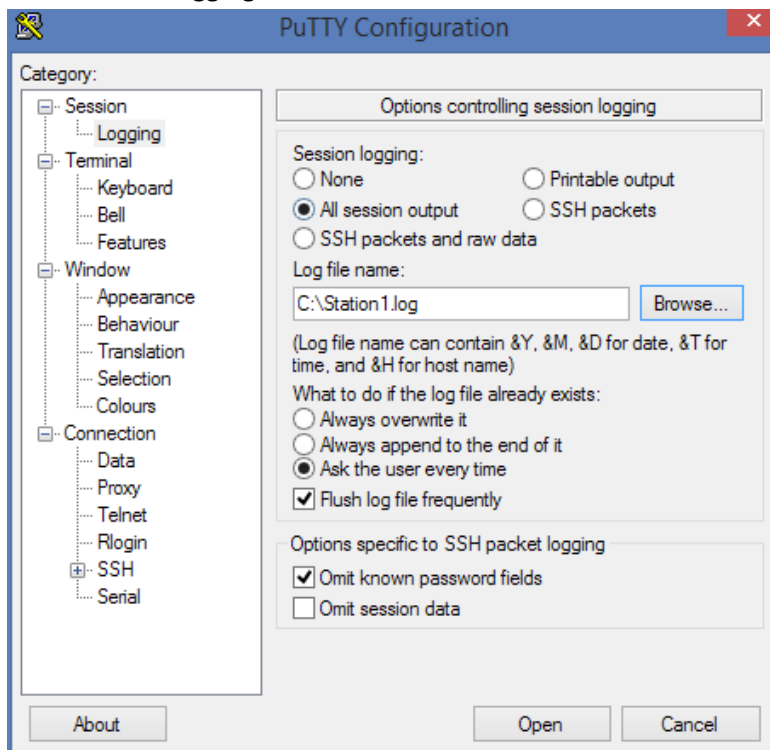 PuTTY Configuration
Category:
Session
Logging
Terminal
Keyboard
Bell
Features
Window
Appearance
Behaviour
Translation
Selection
Colours
Connection
Data
Proxy
Telnet
Rlogin
SSH
Serial
Options controlling session logging
Session logging:
None
Printable output
All session output
SSH packets
SSH packets and raw data
Log file name:
C:\Station1.log
Browse...
(Log file name can contain &Y, &M, &D for date, &T for
time, and &H for host name)
What to do if the log file already exists:
Always overwrite it
Always append to the end of it
Ask the user every time
Flush log file frequently
Options specific to SSH packet logging
Omit known password fields
Omit session data
About
Open
Cancel